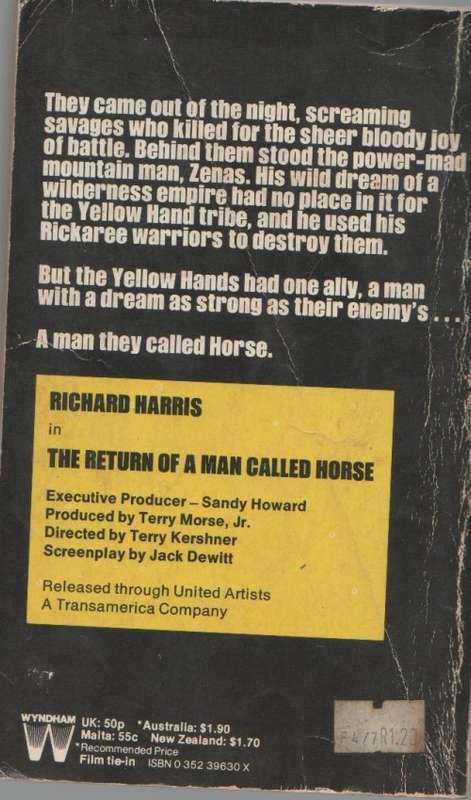 They came out of the night, screaming
savages who killed for the sheer bloody joy
of battle. Behind them stood the power-mad
mountain man, Zenas. His wild dream of a
wilderness empire had no place in it for
the Yellow Hand tribe, and he used his
Rickaree warriors to destroy them.
But the Yellow Hands had one ally, a man
with a dream as strong as their enemy's ....
A man they called Horse.
RICHARD HARRIS
in
THE RETURN OF A MAN CALLED HORSE
Executive Producer – Sandy Howard
Produced by Terry Morse, Jr.
Directed by Terry Kershner
Screenplay by Jack Dewitt
Released through United Artists
A Transamerica Company
WYNDHAM
W
UK: 50p *Australia: $1.90
Malta: 55c New Zealand: $1.70
*Recommended Price
Film tie-in ISBN 0 352 39630 X